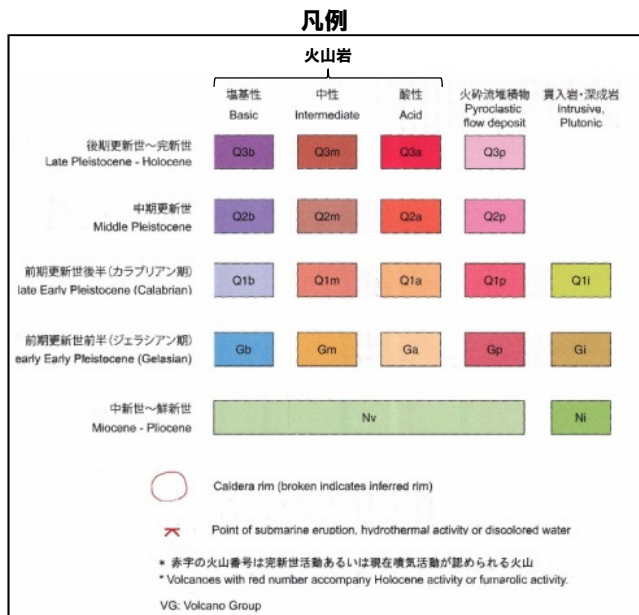 凡例
火山岩
塩基性 中性 酸性 火砕流堆積物 貫入岩・深成岩
Basic Intermediate Acid Pyroclastic flow deposit Intrusive, Plutonic
後期更新世～完新世
Late Pleistocene - Holocene
Q3b Q3m Q3a Q3p
中期更新世
Middle Pleistocene
Q2b Q2m Q2a Q2p
前期更新世後半（カラブリアン期）
late Early Pleistocene (Calabrian)
Q1b Q1m Q1a Q1p Q1i
前期更新世前半（ジェラシアン期）
early Early Pleistocene (Gelasian)
Gb Gm Ga Gp Gi
中新世～鮮新世
Miocene - Pliocene
Nv Ni
Caldera rim (broken indicates inferred rim)
Point of submarine eruption, hydrothermal activity or discolored water
* 赤字の火山番号は完新世活動あるいは現在噴気活動が認められる火山
* Volcanoes with red number accompany Holocene activity or fumarolic activity.
VG: Volcano Group